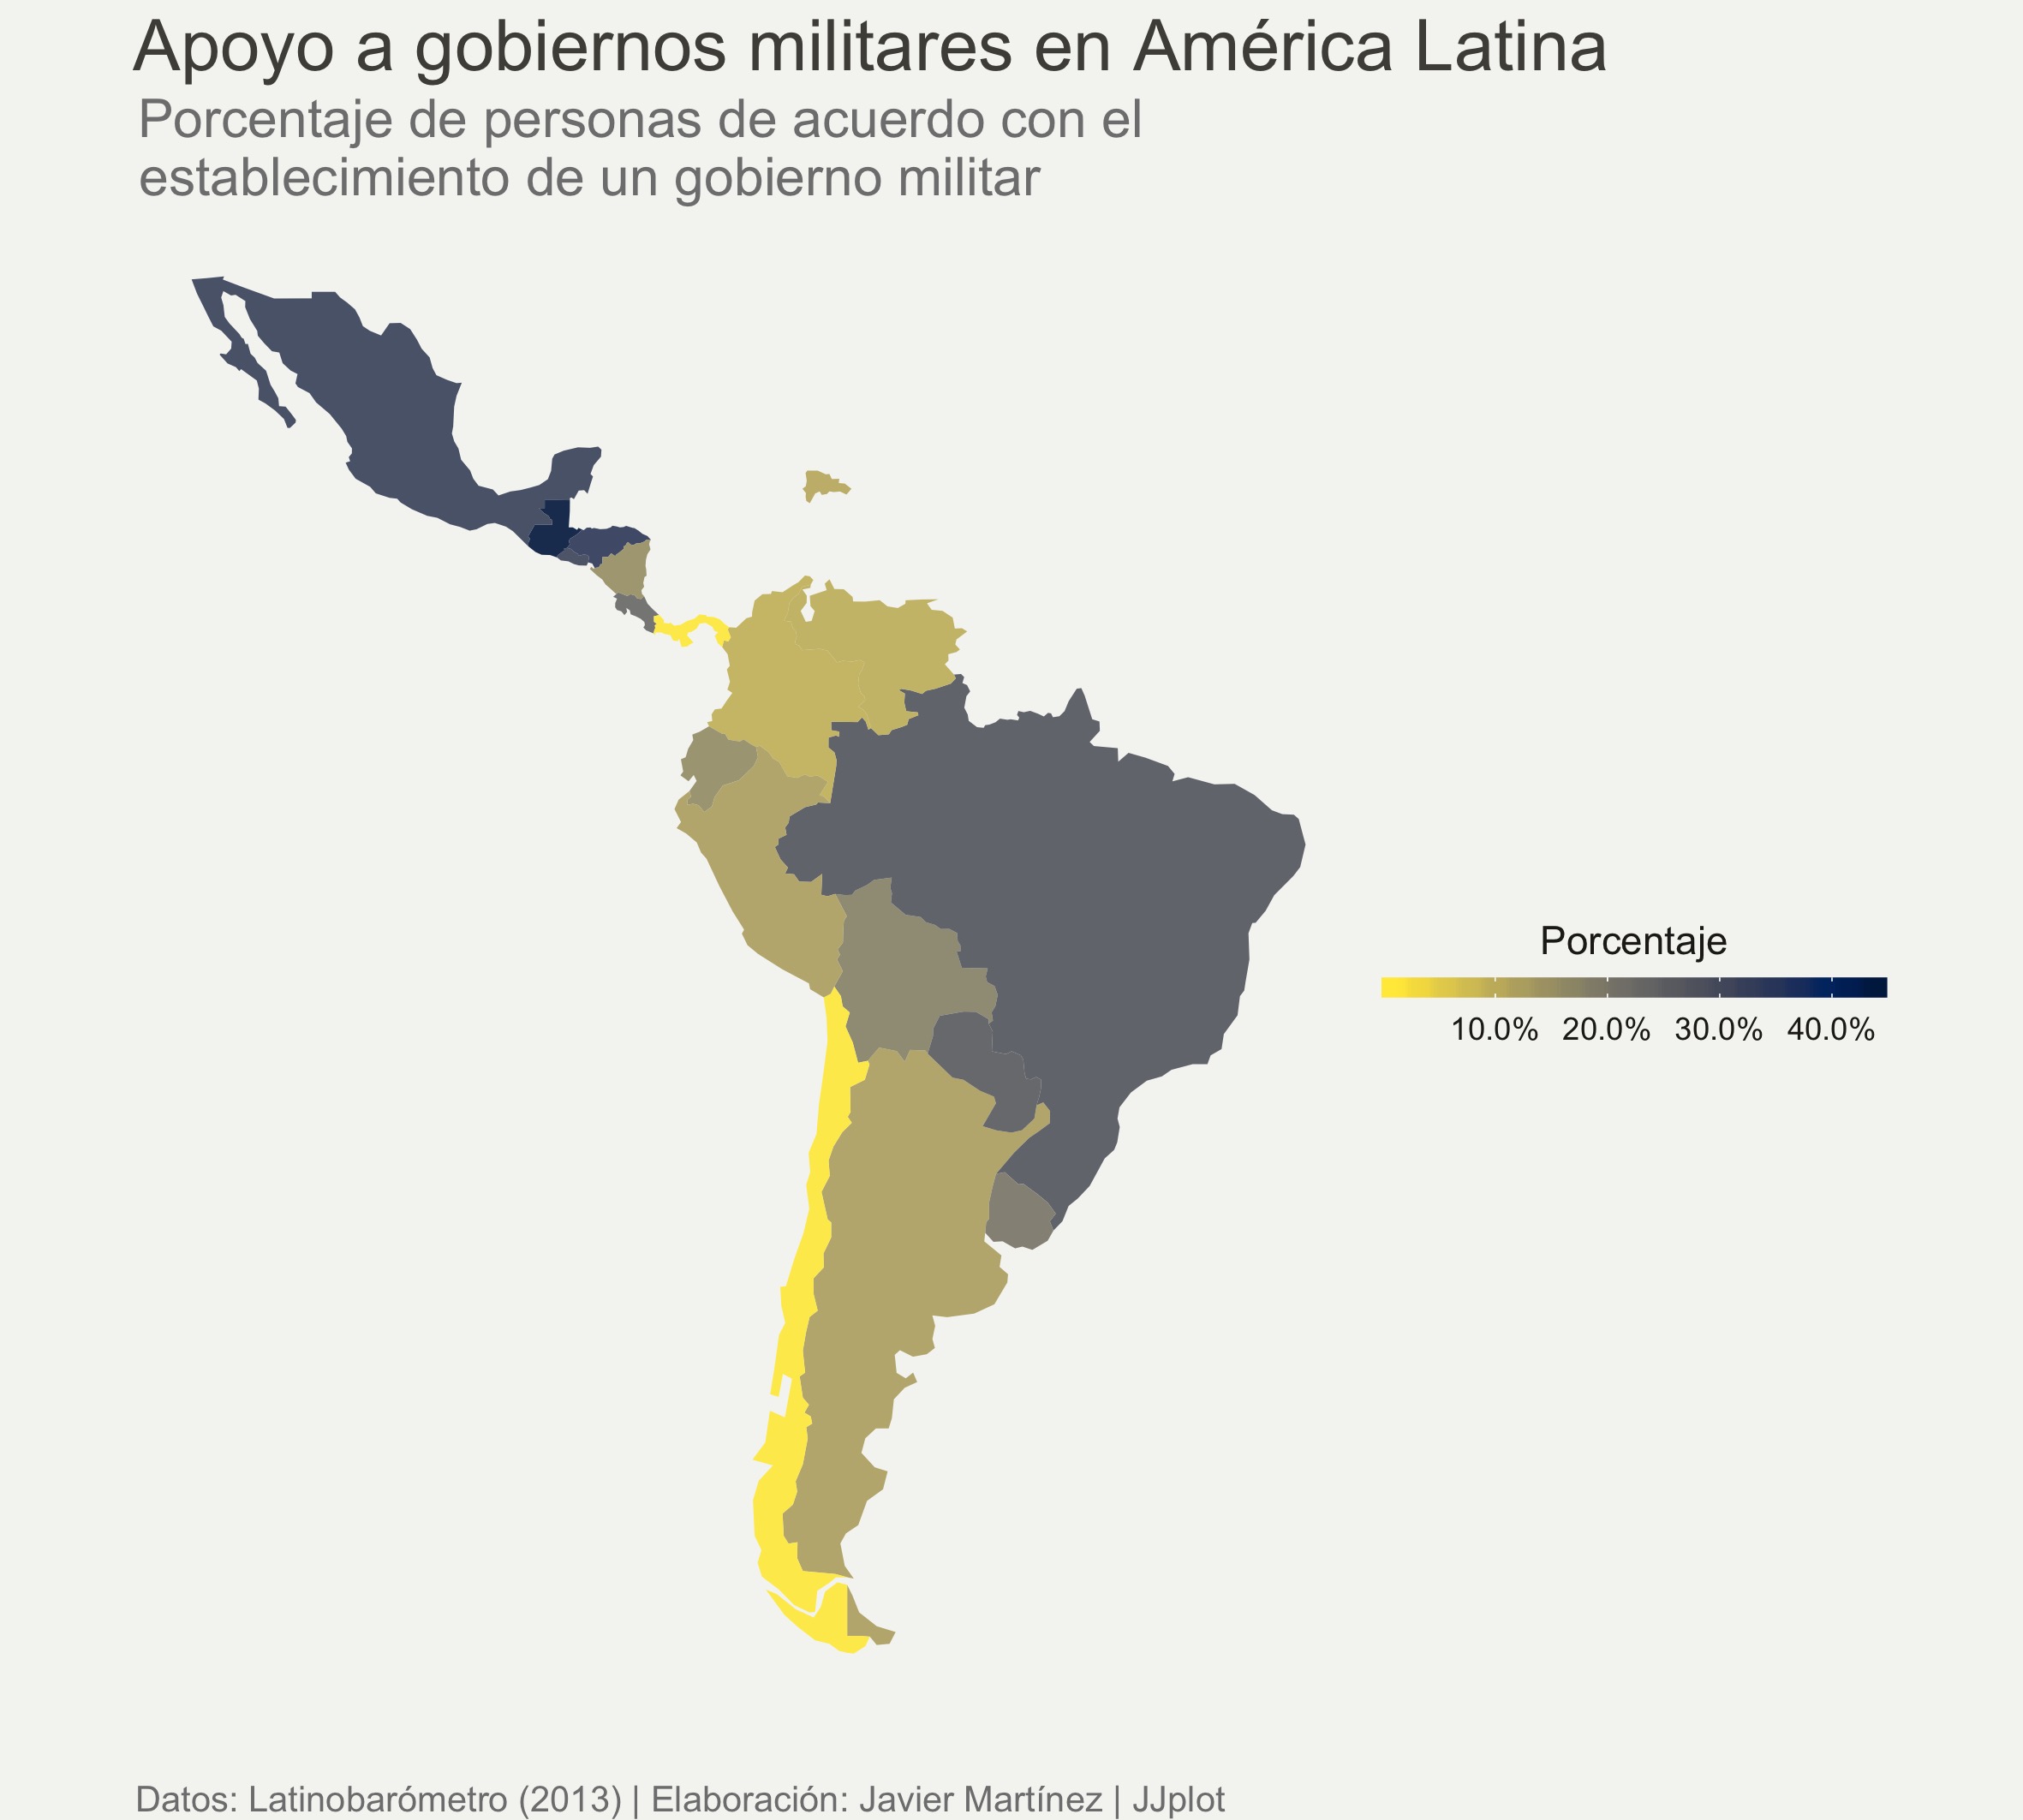 Apoyo a gobiernos militares en América Latina
Porcentaje de personas de acuerdo con el
establecimiento de un gobierno militar
Porcentaje
10.0% 20.0% 30.0% 40.0%
Datos: Latinobarómetro (2013) | Elaboración: Javier Martínez | JJplot